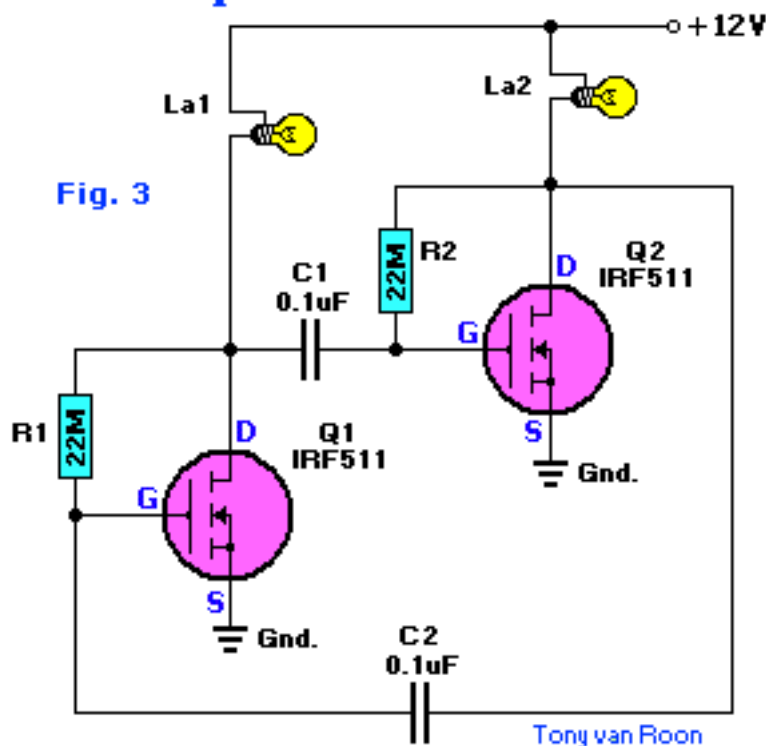 +12V
La1
La2
Fig. 3
C1
0.1uF
22M
R2
Q2
IRF511
D
G
S
Gnd.
R1
22M
Q1
IRF511
D
G
S
Gnd.
C2
0.1uF
Tony van Roon